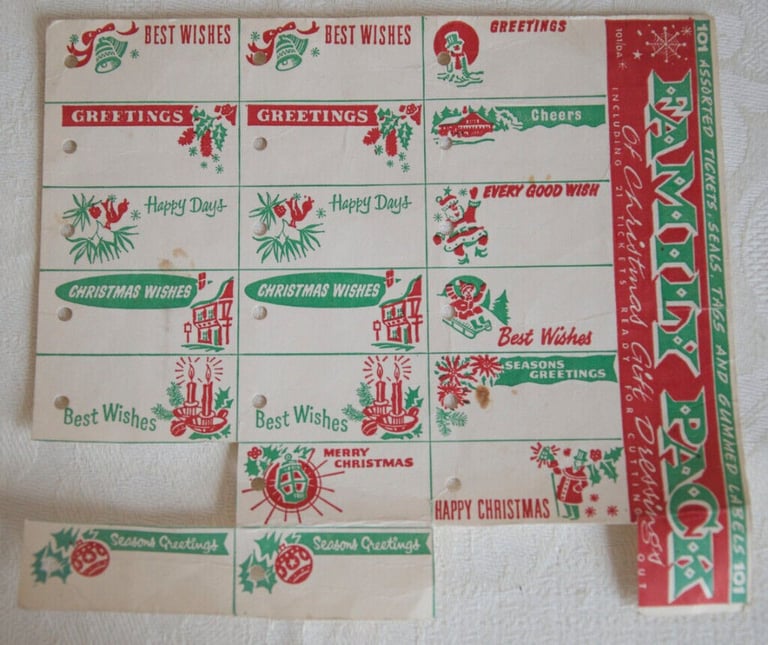 BEST WISHES
BEST WISHES
GREETINGS
GREETINGS
GREETINGS
Cheers
Happy Days
Happy Days
EVERY GOOD WISH
CHRISTMAS WISHES
CHRISTMAS WISHES
Best Wishes
Best Wishes
Best Wishes
SEASONS
GREETINGS
MERRY
CHRISTMAS
HAPPY CHRISTMAS
Seasons Greetings
Seasons Greetings
101 ASSORTED TICKETS, SEALS, TAGS AND GUMMED LABELS 101
FAMILY PACK
Of Christmas Gift Dressings
INCLUDING 21 TICKETS READY FOR CUTTING OUT